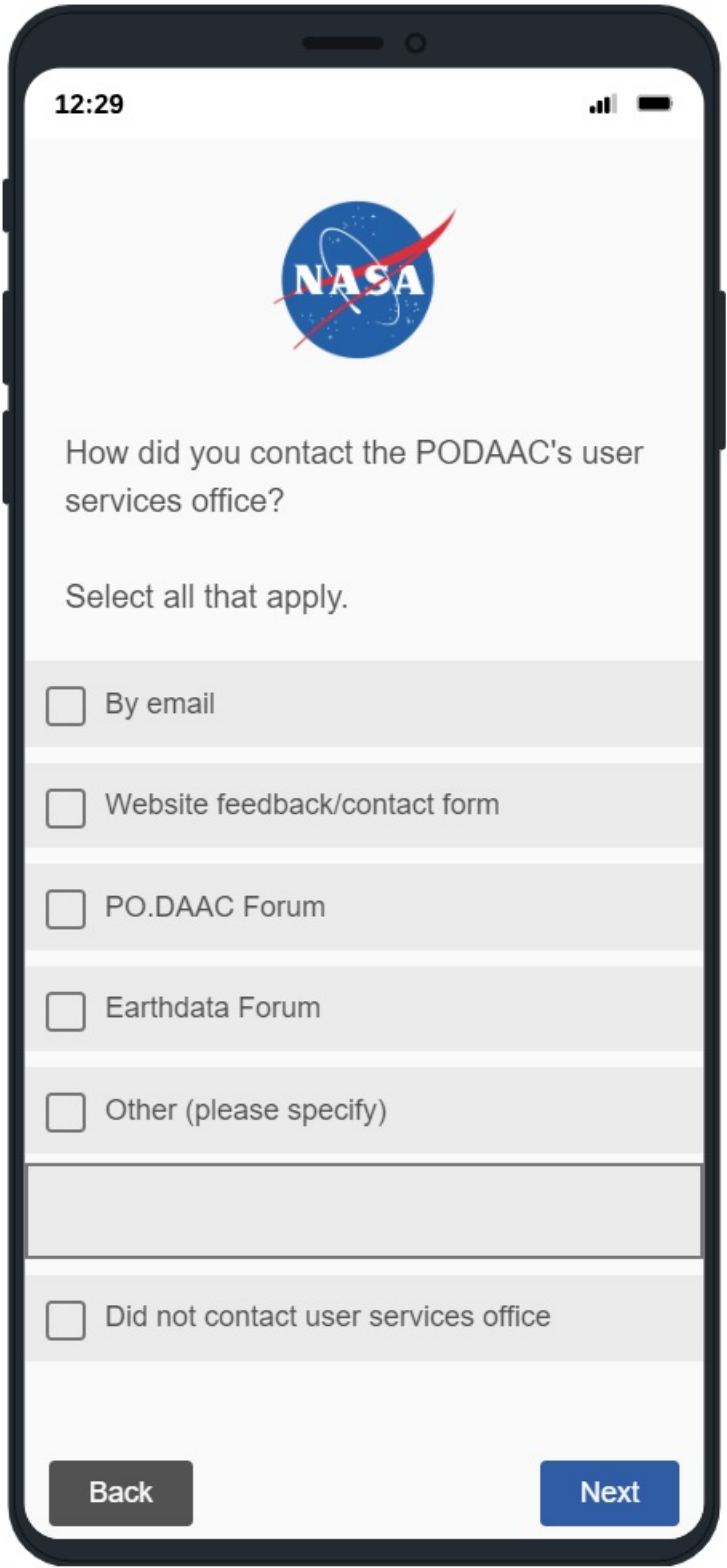 12:29
NASA
How did you contact the PODAAC's user
services office?
Select all that apply.
By email
Website feedback/contact form
PO.DAAC Forum
Earthdata Forum
Other (please specify)
Did not contact user services office
Back
Next